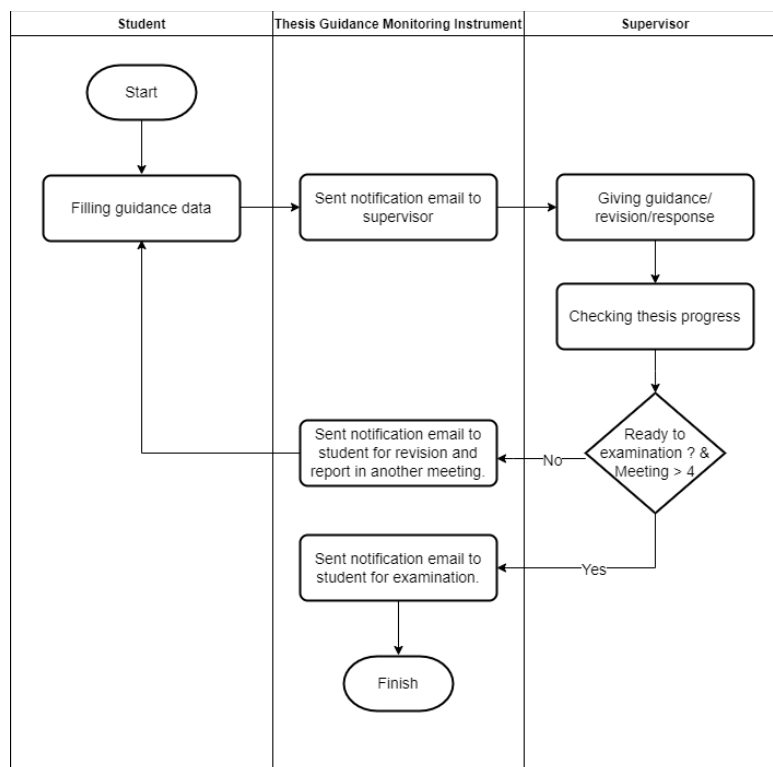 Student
Thesis Guidance Monitoring Instrument
Supervisor
Start
Filling guidance data
Sent notification email to
supervisor
Giving guidance/
revision/response
Checking thesis progress
Ready to
examination ? &
Meeting > 4
No
Sent notification email to
student for revision and
report in another meeting.
Yes
Sent notification email to
student for examination.
Finish